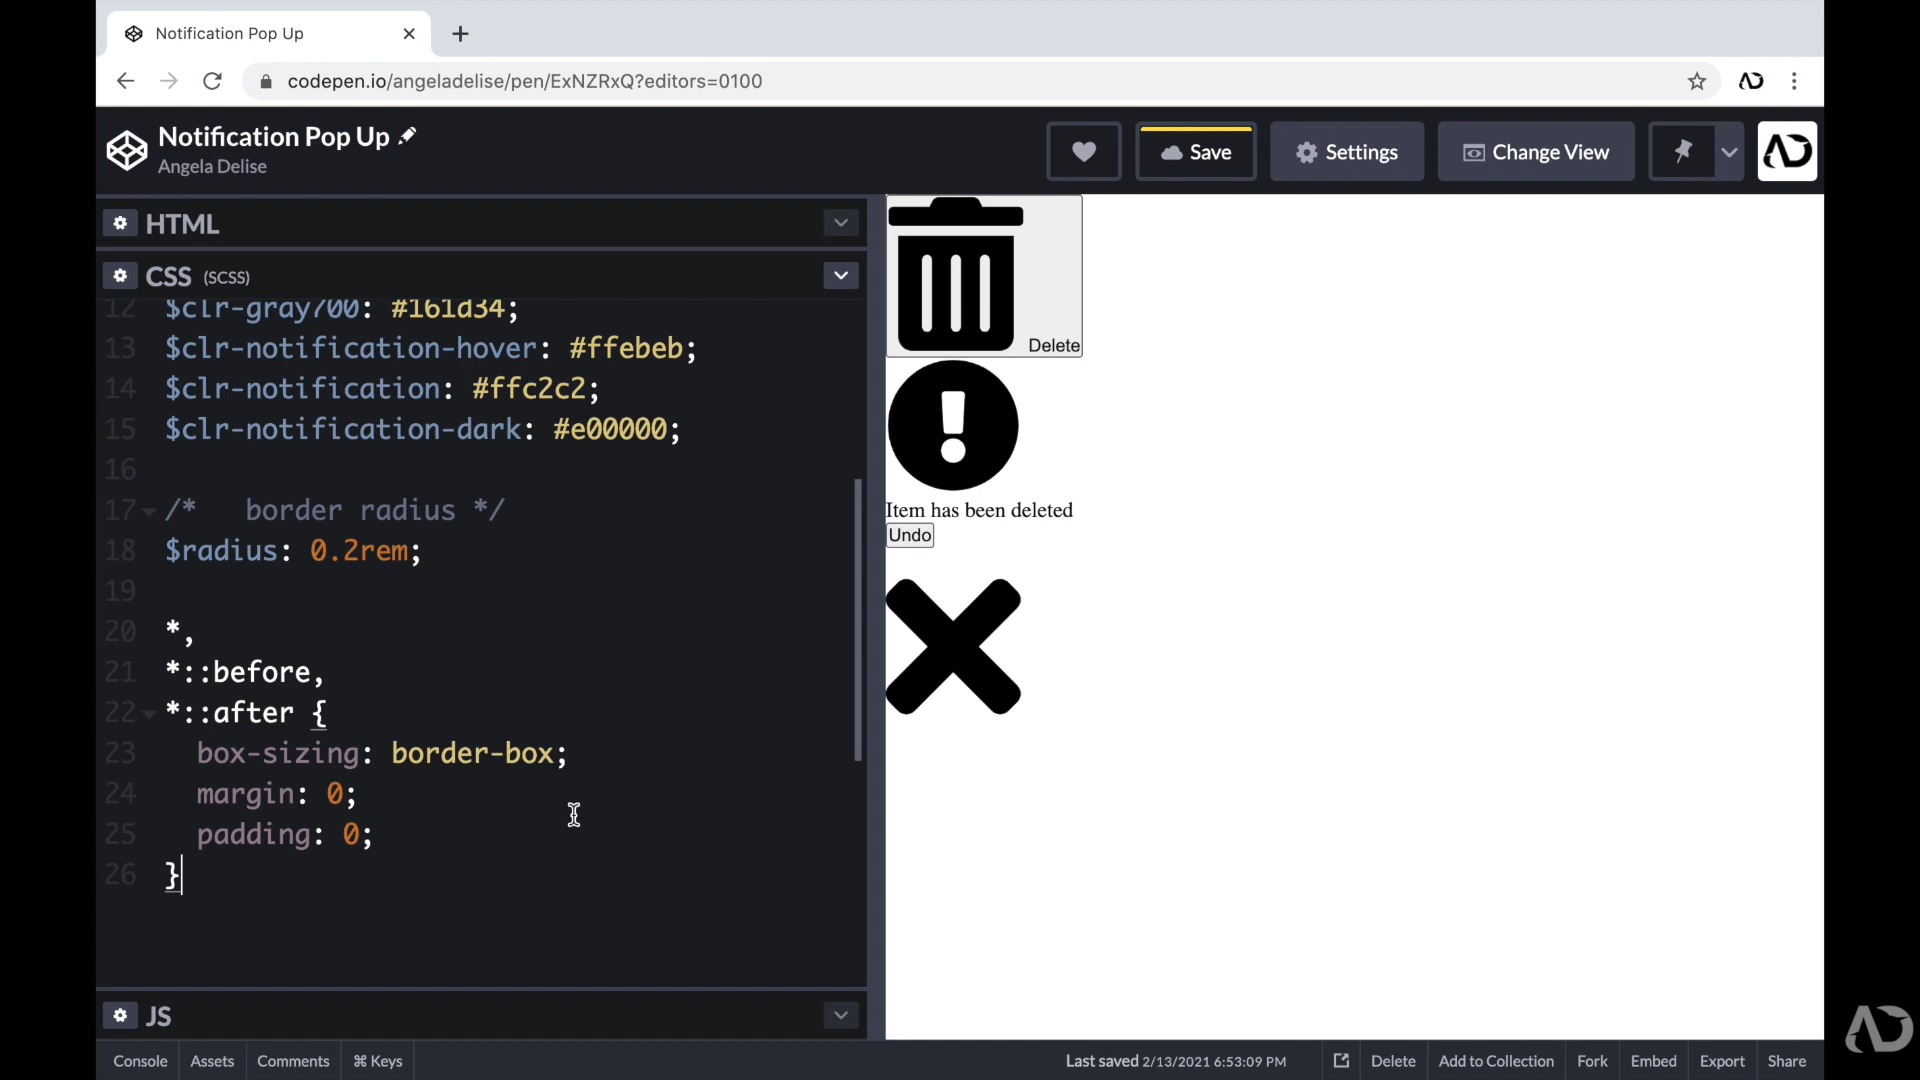 Notification Pop Up
codepen.io/angeladelise/pen/ExNZRxQ?editors=0100
Notification Pop Up
Angela Delise
Save
Settings
Change View
HTML
CSS (SCSS)
12 $clr-gray700: #161d34;
13 $clr-notification-hover: #ffebeb;
14 $clr-notification: #ffc2c2;
15 $clr-notification-dark: #e00000;
16
17 /* border radius */
18 $radius: 0.2rem;
19
20 *,
21 *::before,
22 *::after {
23 box-sizing: border-box;
24 margin: 0;
25 padding: 0;
26 }
Delete
Item has been deleted
Undo
JS
Console
Assets
Comments
⌘ Keys
Last saved 2/13/2021 6:53:09 PM
Delete
Add to Collection
Fork
Embed
Export
Share